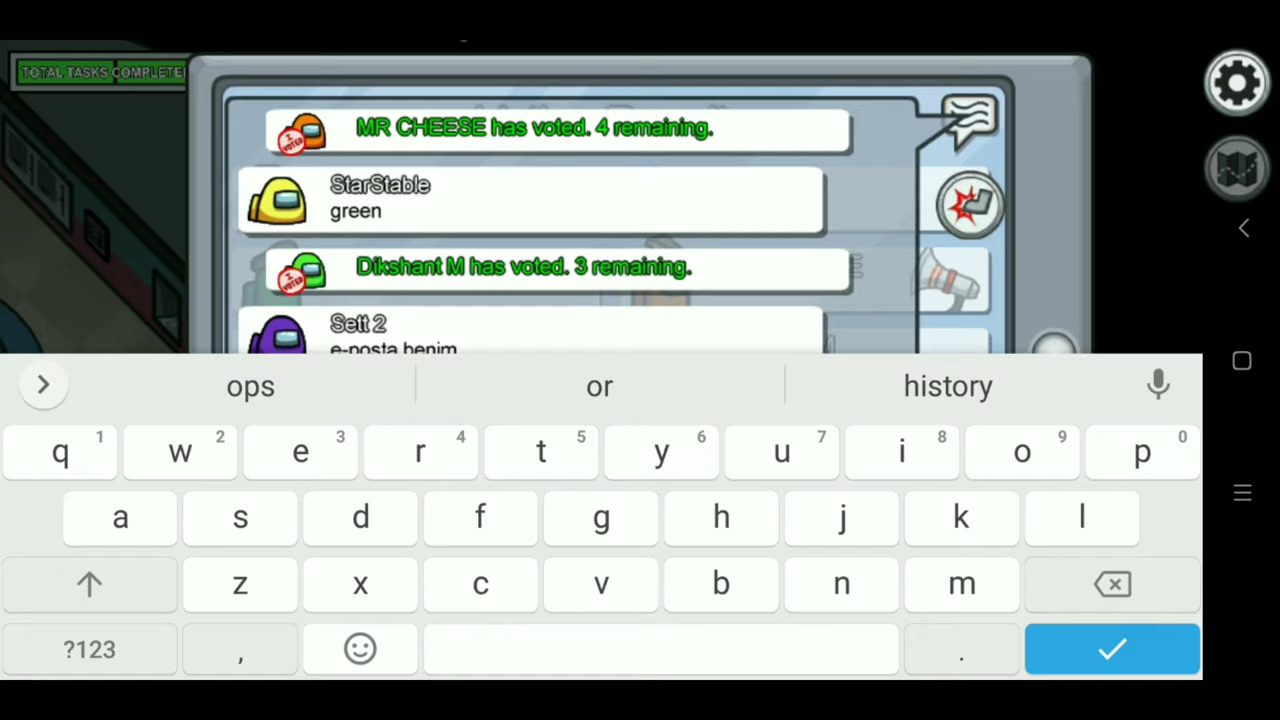 TOTAL TASKS COMPLETE
MR CHEESE has voted. 4 remaining.
StarStable
green
Dikshant M has voted. 3 remaining.
Sett 2
e-posta benim
ops or history
q 1 w 2 e 3 r 4 t 5 y 6 u 7 i 8 o 9 p 0
a s d f g h j k l
z x c v b n m
?123 , .